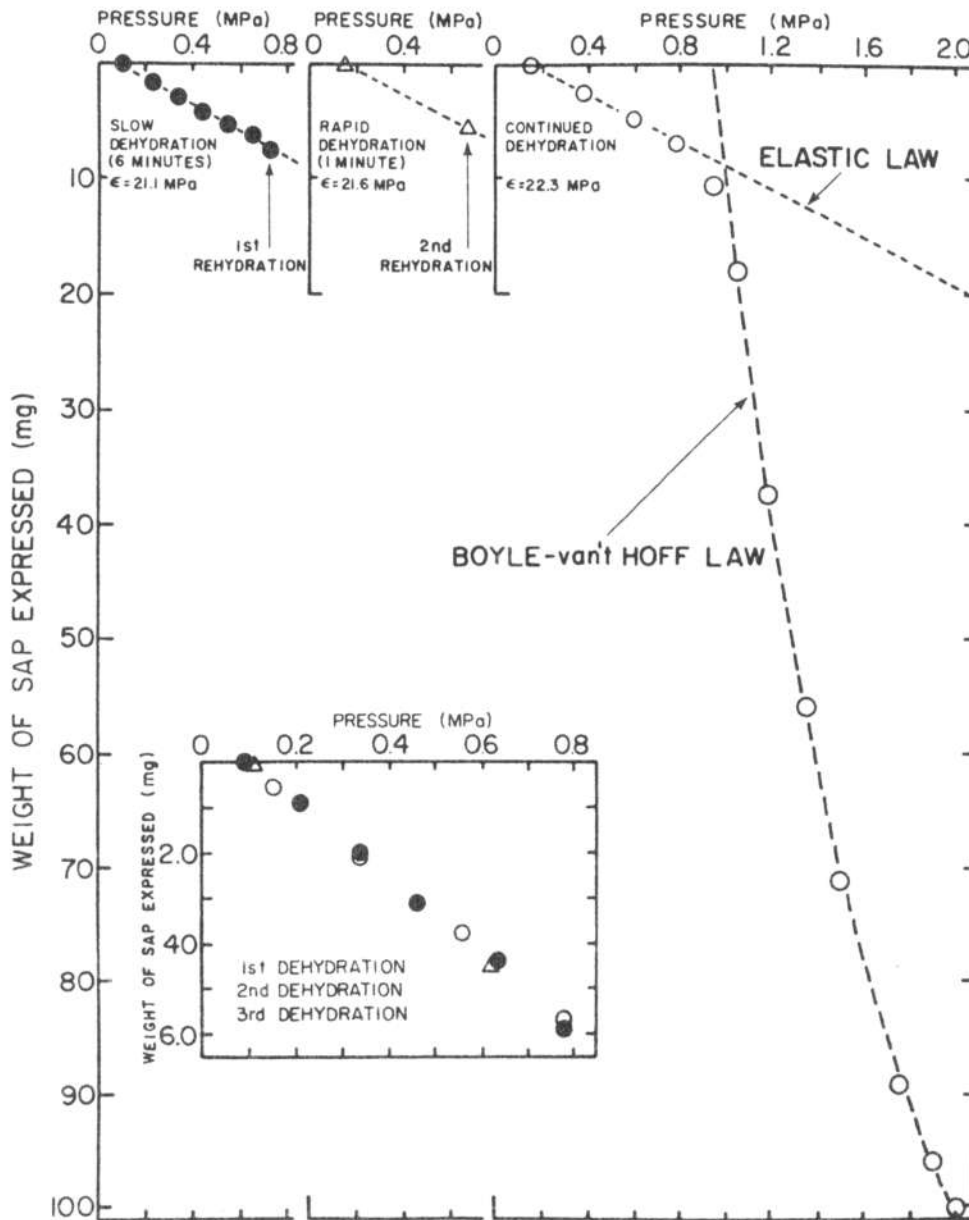 PRESSURE (MPa)
PRESSURE (MPa)
PRESSURE (MPa)
0 0.4 0.8
0 0.4
0 0.4 0.8 1.2 1.6 2.0
SLOW
DEHYDRATION
(6 MINUTES)
ϵ=21.1 MPa
RAPID
DEHYDRATION
(1 MINUTE)
ϵ=21.6 MPa
CONTINUED
DEHYDRATION
ϵ=22.3 MPa
ELASTIC LAW
1st
REHYDRATION
2nd
REHYDRATION
BOYLE-van't HOFF LAW
WEIGHT OF SAP EXPRESSED (mg)
10
20
30
40
50
60
70
80
90
100
PRESSURE (MPa)
0 0.2 0.4 0.6 0.8
WEIGHT OF SAP EXPRESSED (mg)
2.0
4.0
6.0
1st DEHYDRATION
2nd DEHYDRATION
3rd DEHYDRATION